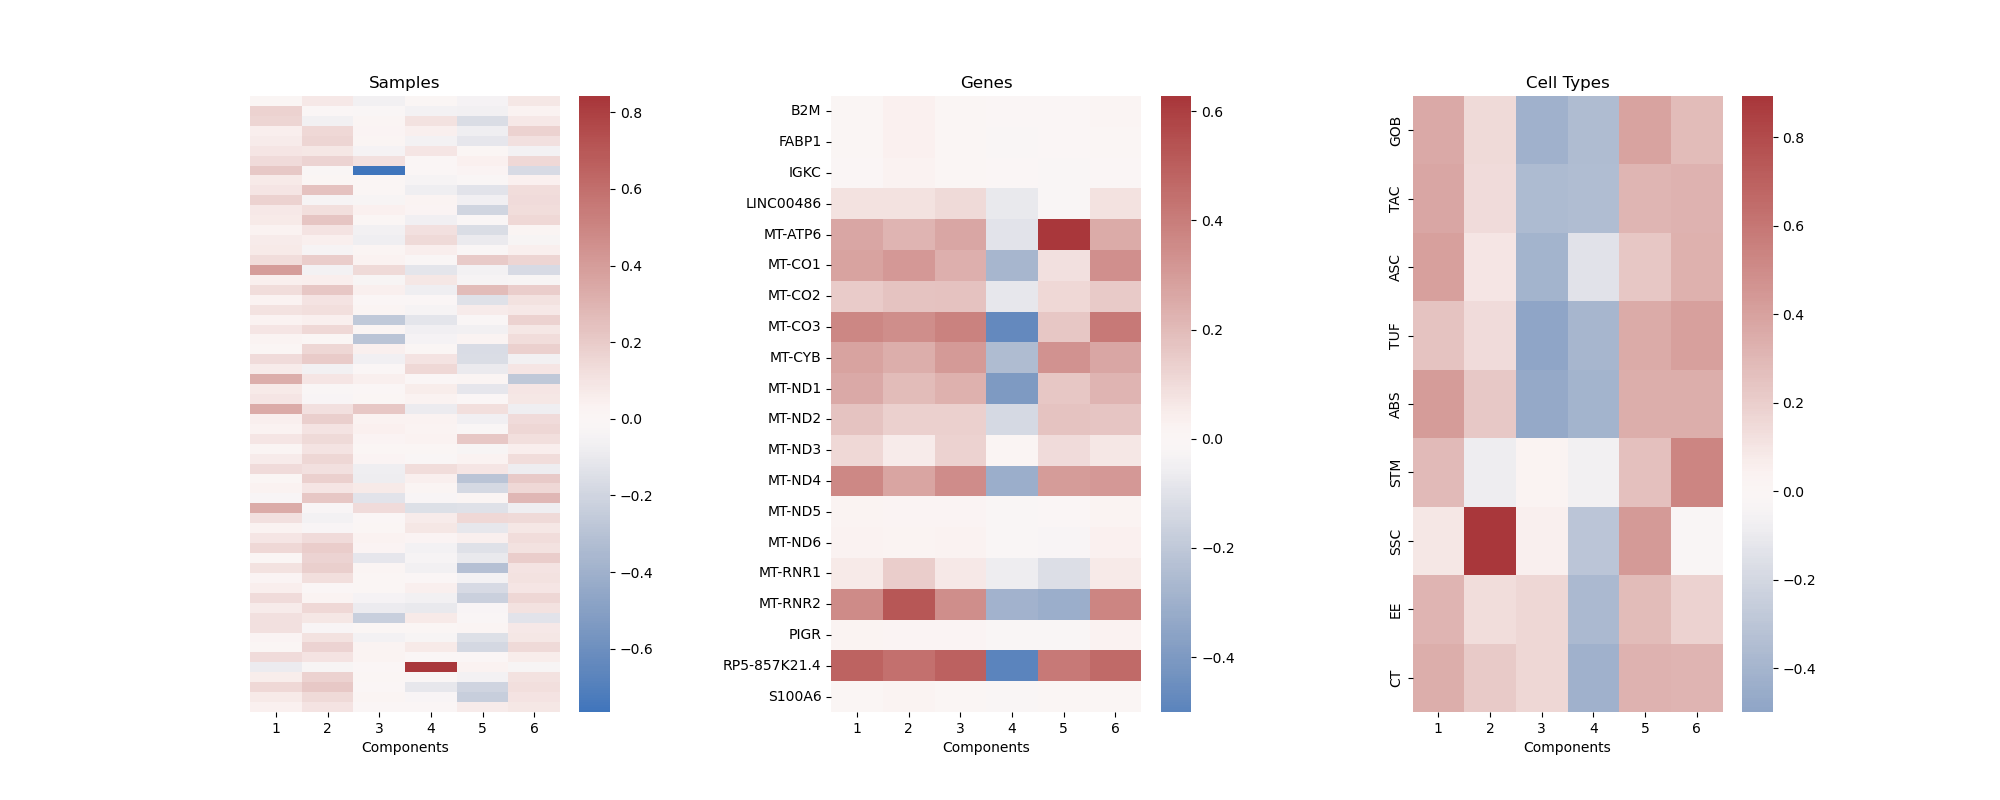 Samples
0.8
0.6
0.4
0.2
0.0
−0.2
−0.4
−0.6
1 2 3 4 5 6
Components
Genes
B2M
FABP1
IGKC
LINC00486
MT-ATP6
MT-CO1
MT-CO2
MT-CO3
MT-CYB
MT-ND1
MT-ND2
MT-ND3
MT-ND4
MT-ND5
MT-ND6
MT-RNR1
MT-RNR2
PIGR
RP5-857K21.4
S100A6
0.6
0.4
0.2
0.0
−0.2
−0.4
1 2 3 4 5 6
Components
Cell Types
GOB
TAC
ASC
TUF
ABS
STM
SSC
EE
CT
0.8
0.6
0.4
0.2
0.0
−0.2
−0.4
1 2 3 4 5 6
Components